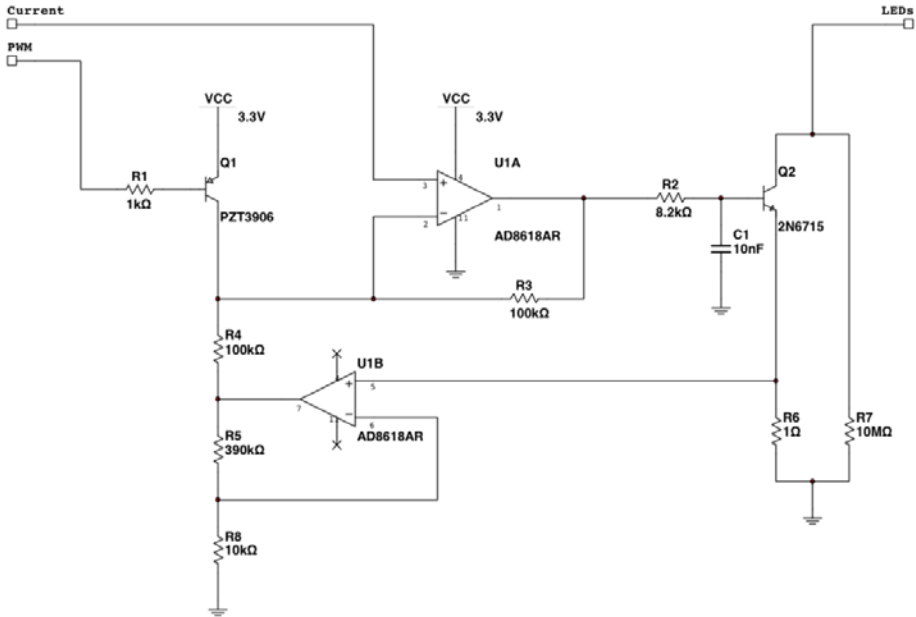 Current
LEDs
PWM
VCC
3.3V
VCC
3.3V
Q1
U1A
R1
1kΩ
PZT3906
3
+
4
−
2
11
1
AD8618AR
R2
8.2kΩ
Q2
2N6715
C1
10nF
R3
100kΩ
R4
100kΩ
U1B
+
5
7
−
6
11
AD8618AR
R5
390kΩ
R6
1Ω
R7
10MΩ
R8
10kΩ